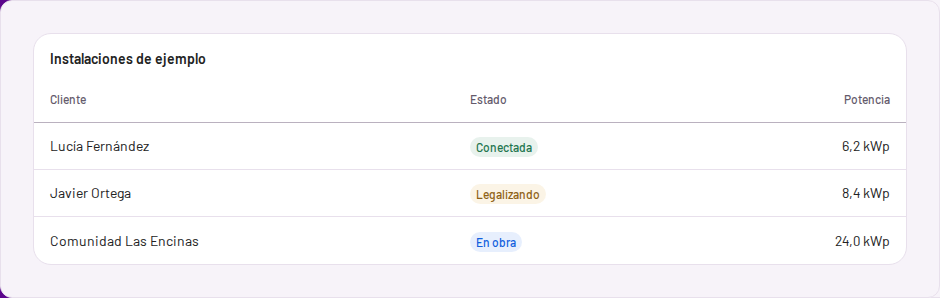 Instalaciones de ejemplo
Cliente Estado Potencia
Lucía Fernández Conectada 6,2 kWp
Javier Ortega Legalizando 8,4 kWp
Comunidad Las Encinas En obra 24,0 kWp